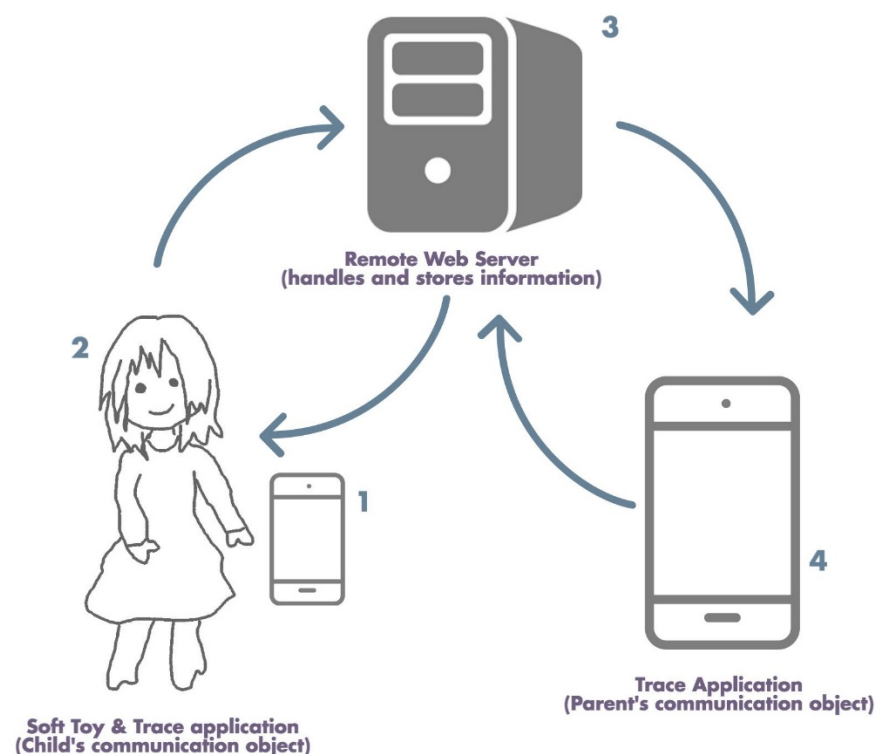 3
Remote Web Server
(handles and stores information)
2
1
4
Trace Application
(Parent's communication object)
Soft Toy & Trace application
(Child's communication object)